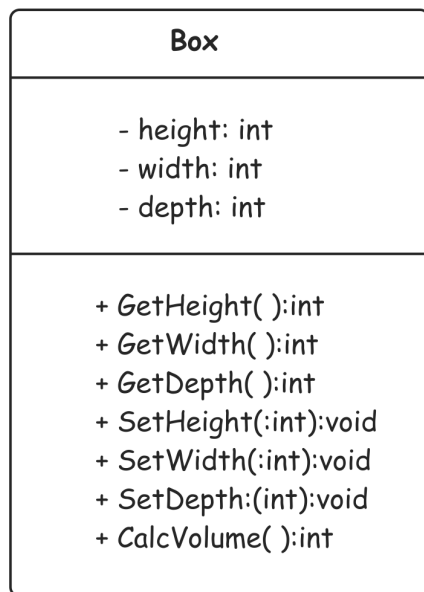 Box
- height: int
- width: int
- depth: int
+ GetHeight( ):int
+ GetWidth( ):int
+ GetDepth( ):int
+ SetHeight(:int):void
+ SetWidth(:int):void
+ SetDepth:(int):void
+ CalcVolume( ):int